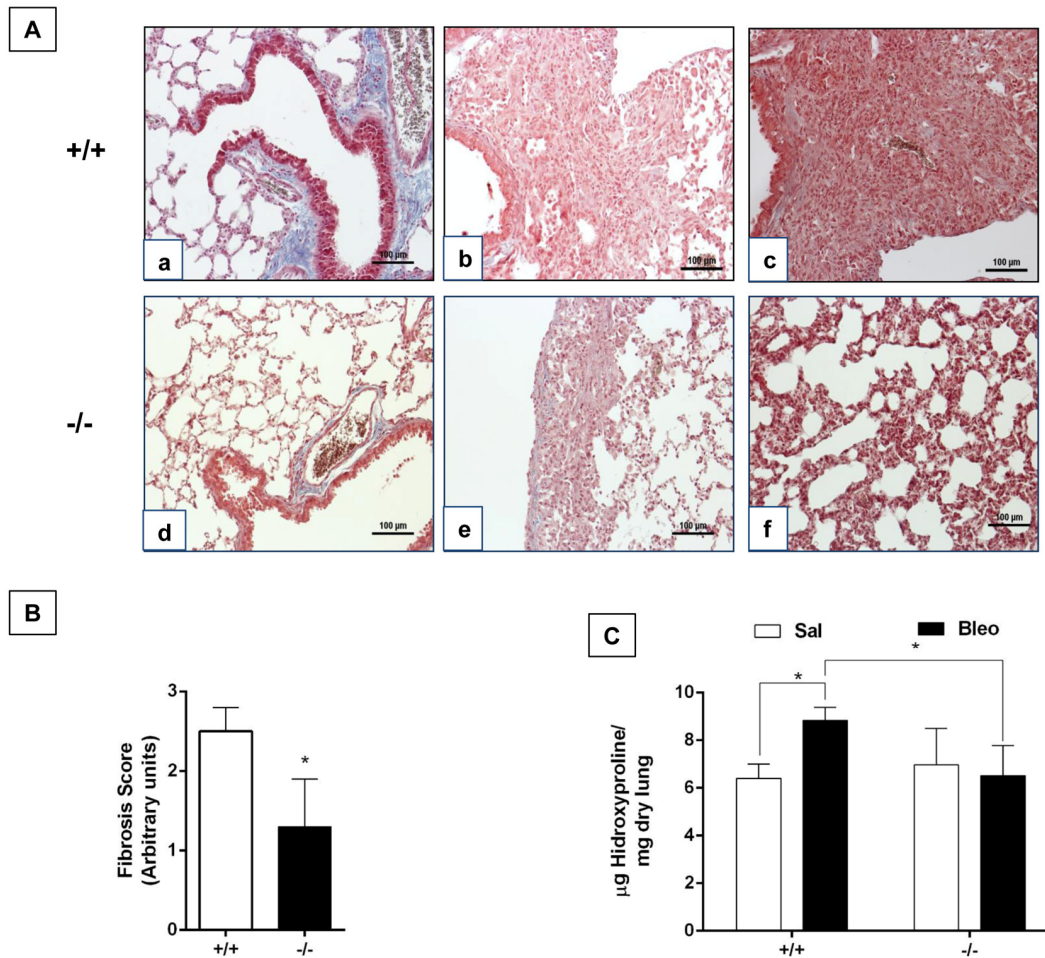 A
+/+
a
100 µm
b
100 µm
c
100 µm
-/-
d
100 µm
e
100 µm
f
100 µm
B
Fibrosis Score
(Arbitrary units)
3
2
1
0
*
+/+
-/-
C
Sal
Bleo
*
*
µg Hidroxyproline/
mg dry lung
10
8
6
4
2
0
+/+
-/-